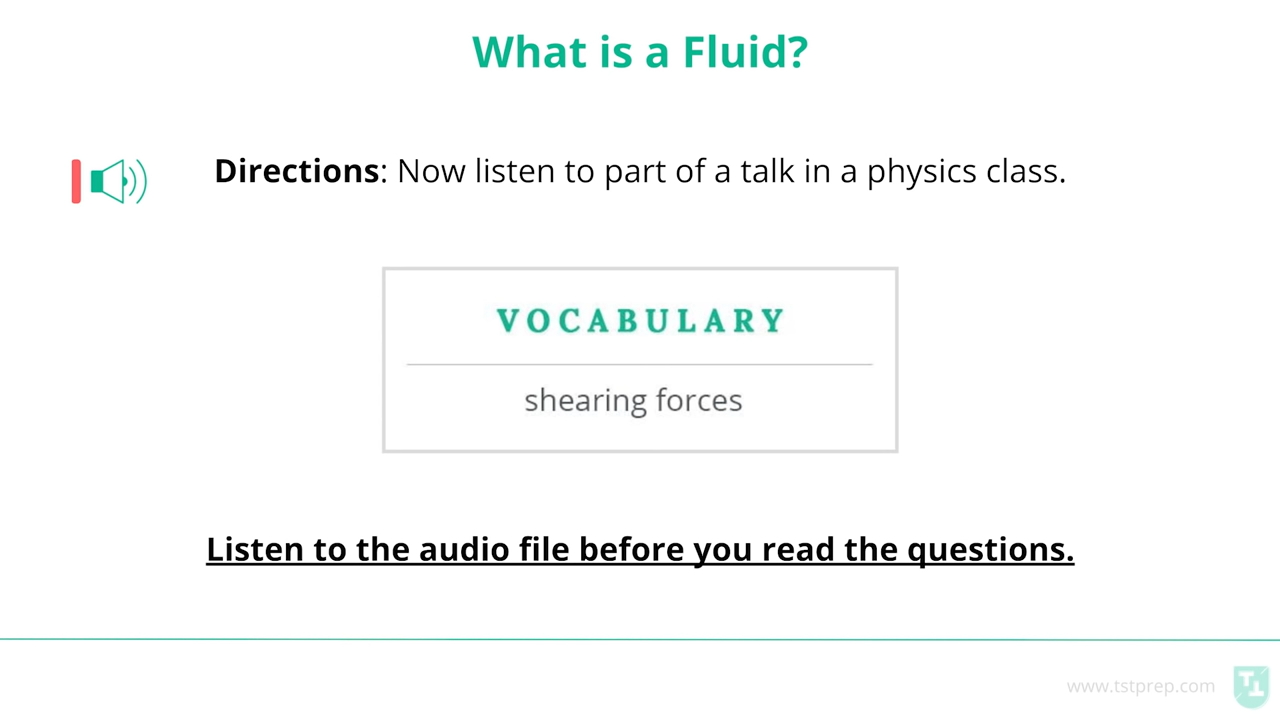 What is a Fluid?
Directions: Now listen to part of a talk in a physics class.
VOCABULARY
shearing forces
Listen to the audio file before you read the questions.
www.tstprep.com